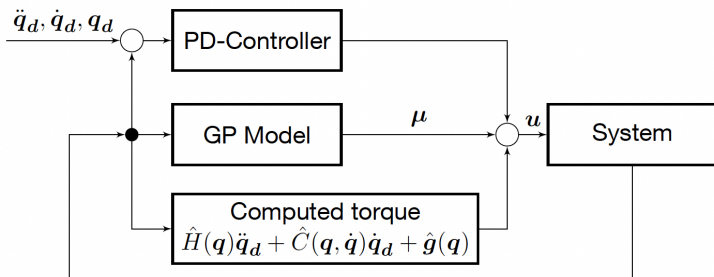 q̈_d, q̇_d, q_d
PD-Controller
GP Model
μ
u
System
Computed torque
Ĥ(q)q̈_d + Ĉ(q, q̇)q̇_d + ĝ(q)